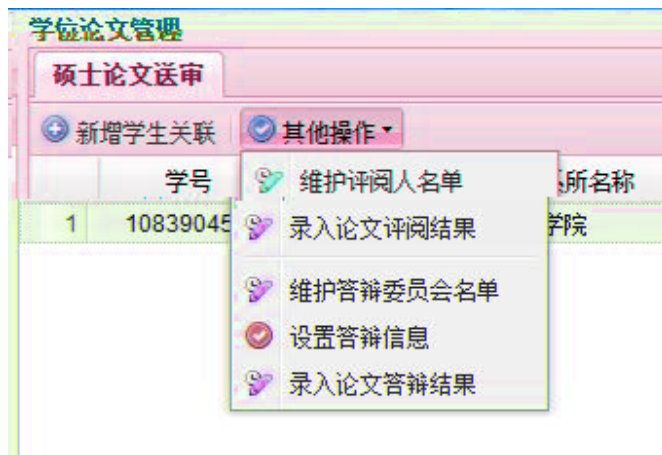 学位论文管理
硕士论文送审
新增学生关联 其他操作
学号 所名称
1 10839045 学院
维护评阅人名单
录入论文评阅结果
维护答辩委员会名单
设置答辩信息
录入论文答辩结果